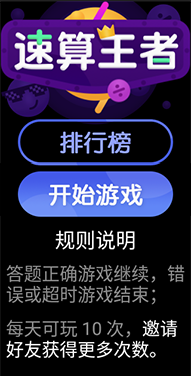 速算王者
排行榜
开始游戏
规则说明
答题正确游戏继续，错
误或超时游戏结束；
每天可玩 10 次，邀请
好友获得更多次数。